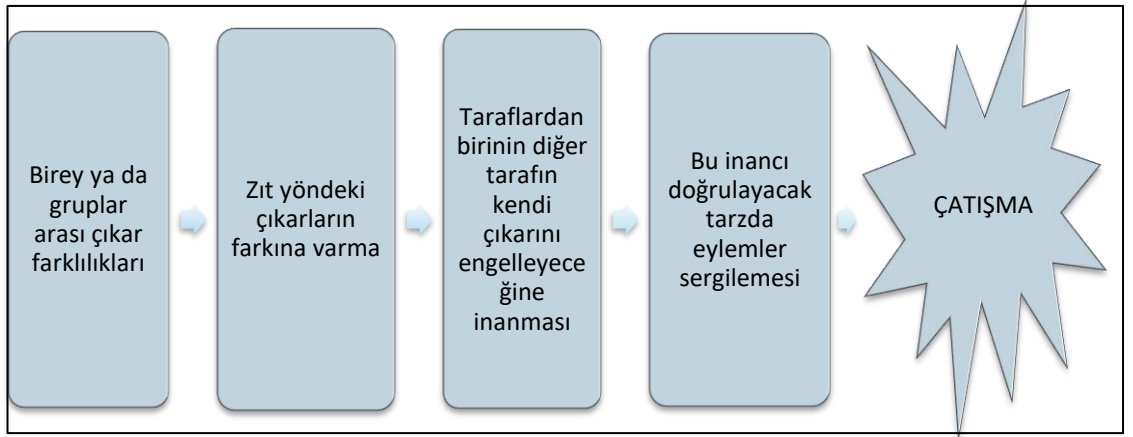 Birey ya da
gruplar
arası çıkar
farklılıkları
Zıt yöndeki
çıkarların
farkına varma
Taraflardan
birinin diğer
tarafın
kendi
çıkarını
engelleyece
ğine
inanması
Bu inancı
doğrulayacak
tarzda
eylemler
sergilemesi
ÇATIŞMA